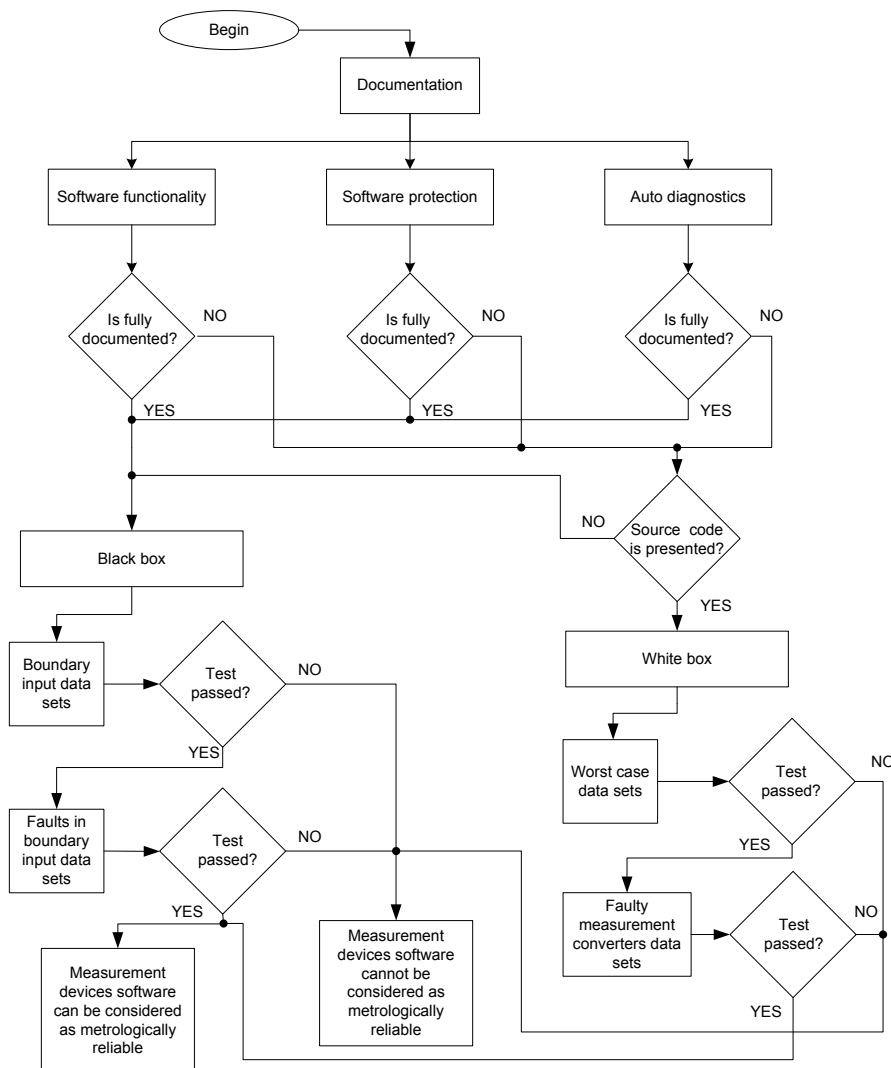 Begin
Documentation
Software functionality
Software protection
Auto diagnostics
Is fully
documented?
NO
Is fully
documented?
NO
Is fully
documented?
NO
YES
YES
YES
Source code
is presented?
NO
YES
Black box
White box
Boundary
input data
sets
Test
passed?
NO
YES
Worst case
data sets
Test
passed?
NO
YES
Faults in
boundary
input data
sets
Test
passed?
NO
YES
Faulty
measurement
converters data
sets
Test
passed?
NO
YES
Measurement
devices software
can be considered
as metrologically
reliable
Measurement
devices software
cannot be
considered as
metrologically
reliable